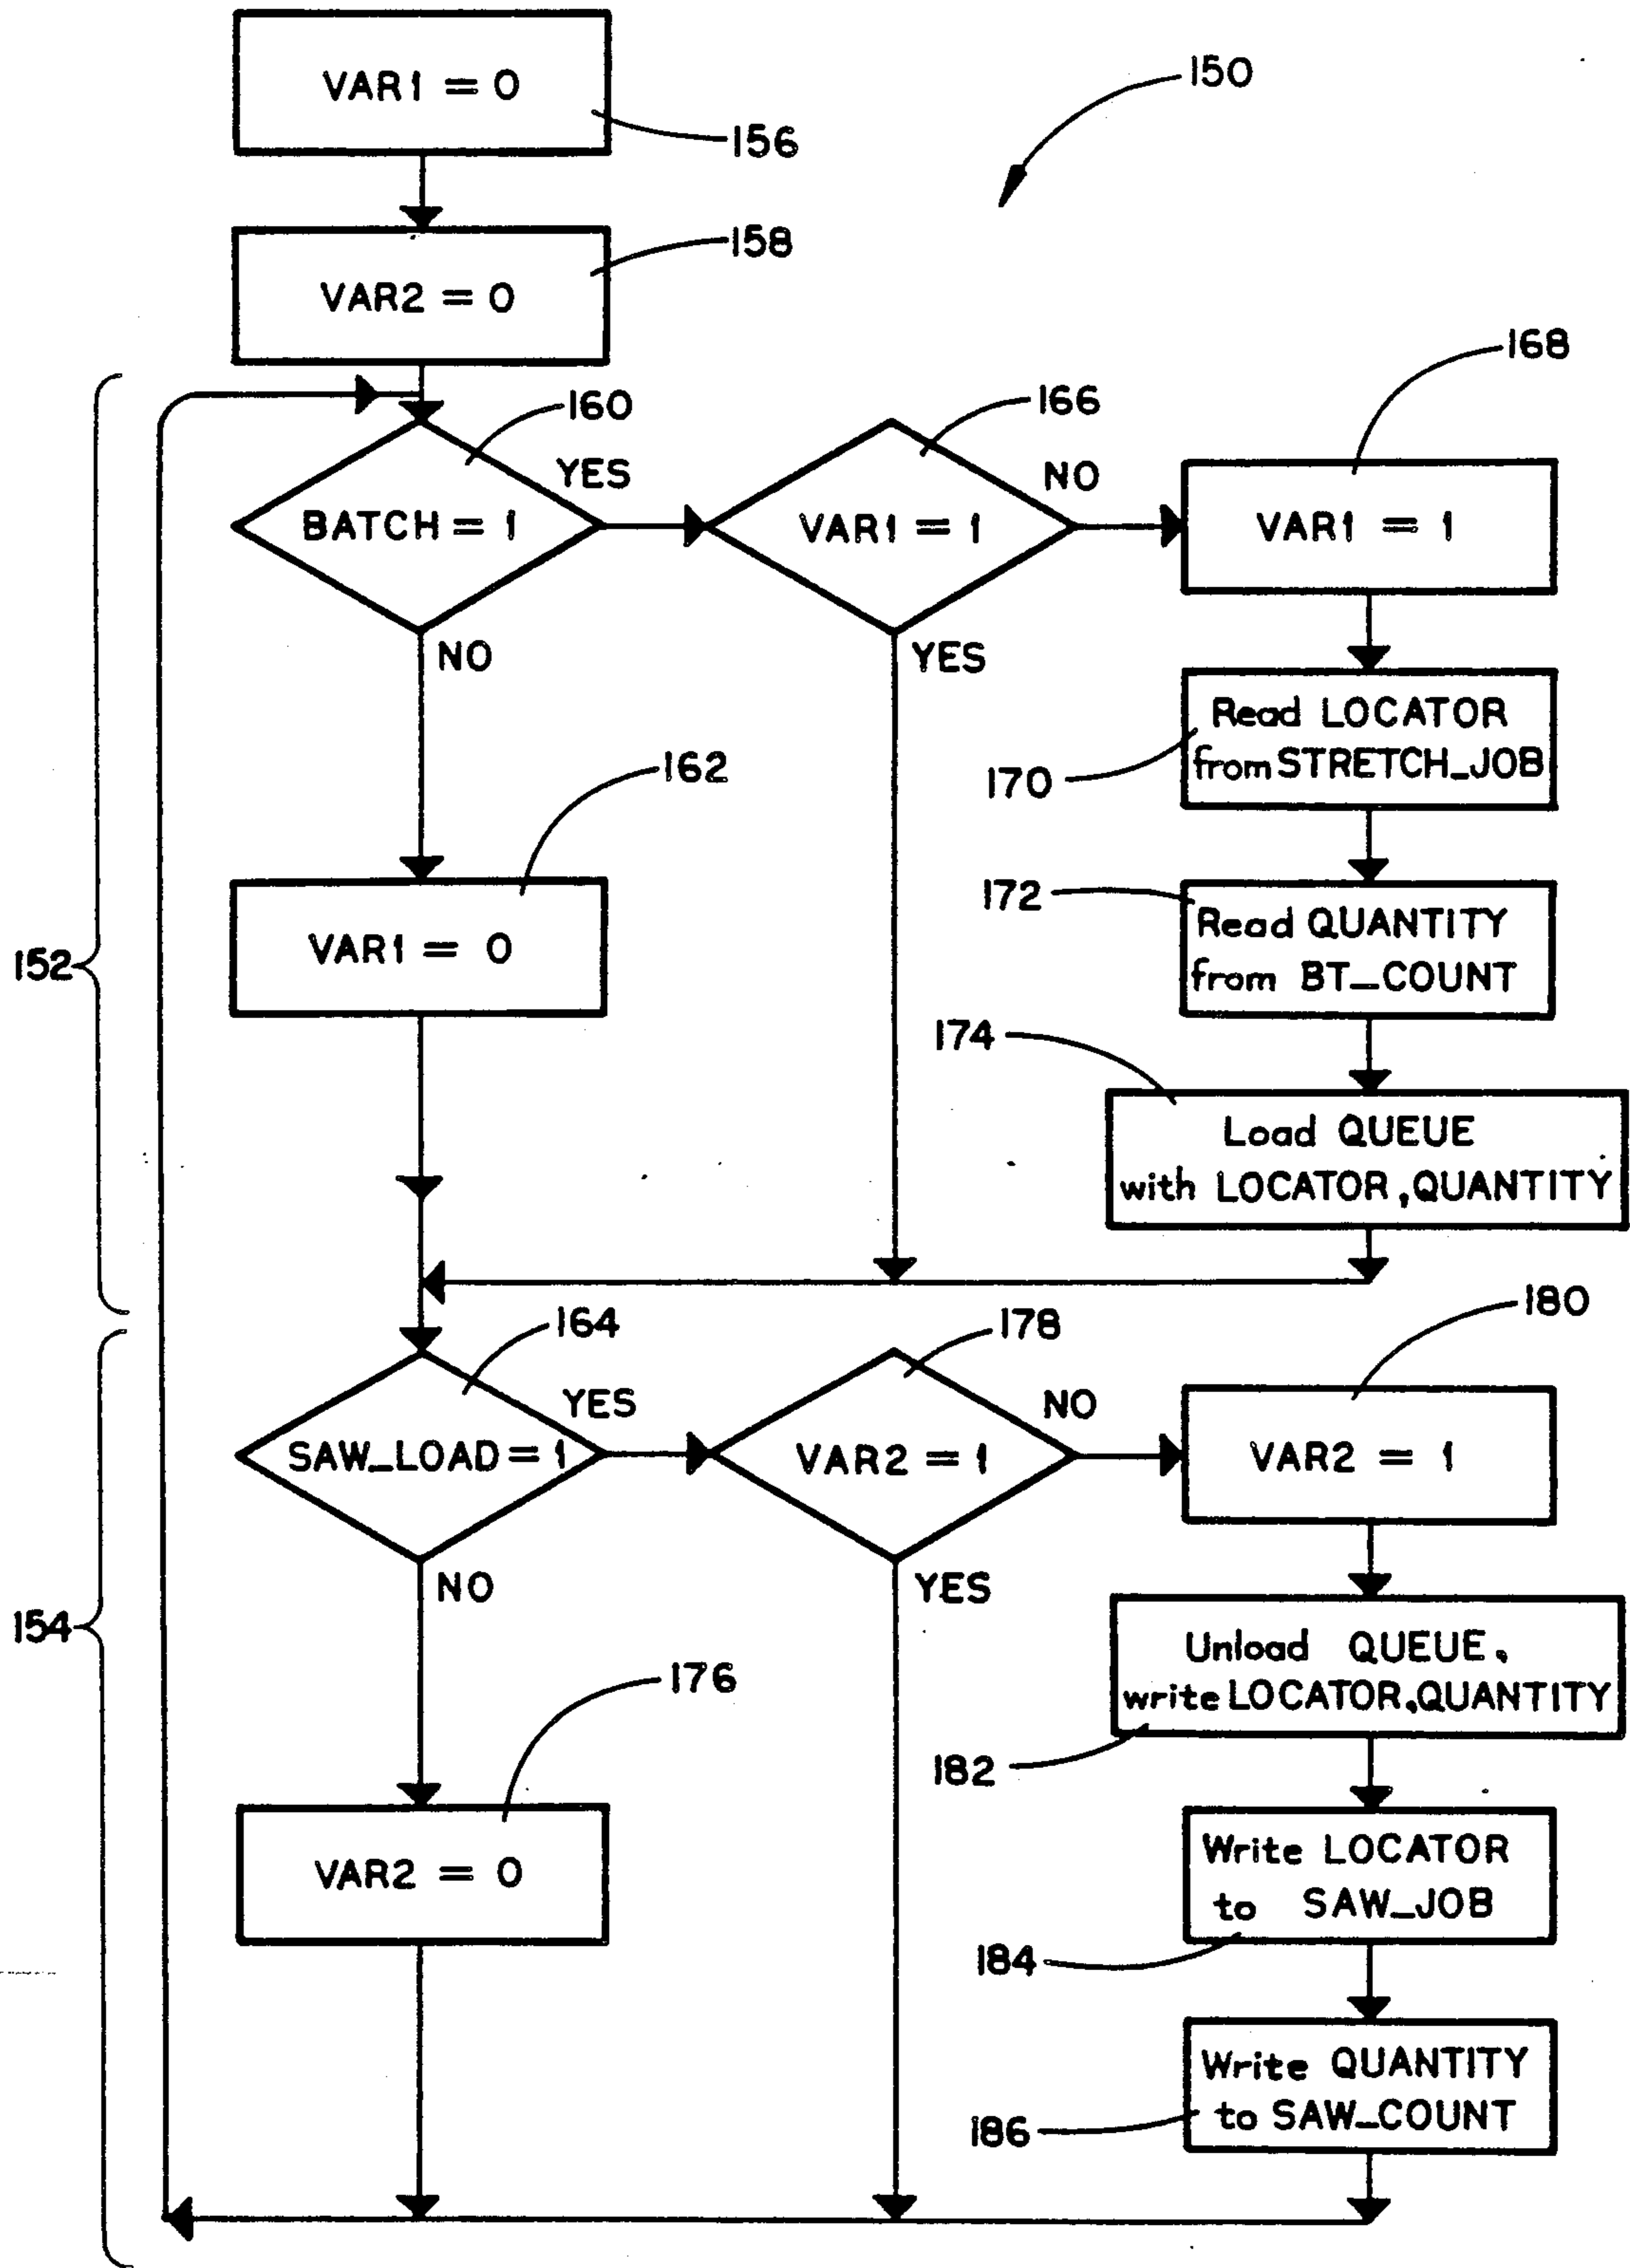 VAR1 = 0
156
150
VAR2 = 0
158
168
160
166
BATCH = 1
YES
VAR1 = 1
NO
VAR1 = 1
NO
YES
Read LOCATOR
from STRETCH_JOB
170
162
172
Read QUANTITY
from BT_COUNT
VAR1 = 0
152
174
Load QUEUE
with LOCATOR, QUANTITY
164
178
180
SAW_LOAD = 1
YES
VAR2 = 1
NO
VAR2 = 1
NO
YES
154
Unload QUEUE,
write LOCATOR, QUANTITY
182
176
VAR2 = 0
Write LOCATOR
to SAW_JOB
184
Write QUANTITY
to SAW_COUNT
186